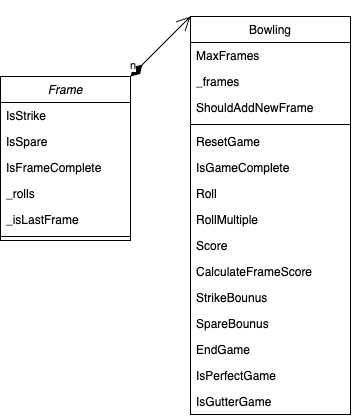 Bowling
MaxFrames
_frames
ShouldAddNewFrame
ResetGame
IsGameComplete
Roll
RollMultiple
Score
CalculateFrameScore
StrikeBounus
SpareBounus
EndGame
IsPerfectGame
IsGutterGame
n
Frame
IsStrike
IsSpare
IsFrameComplete
_rolls
_isLastFrame